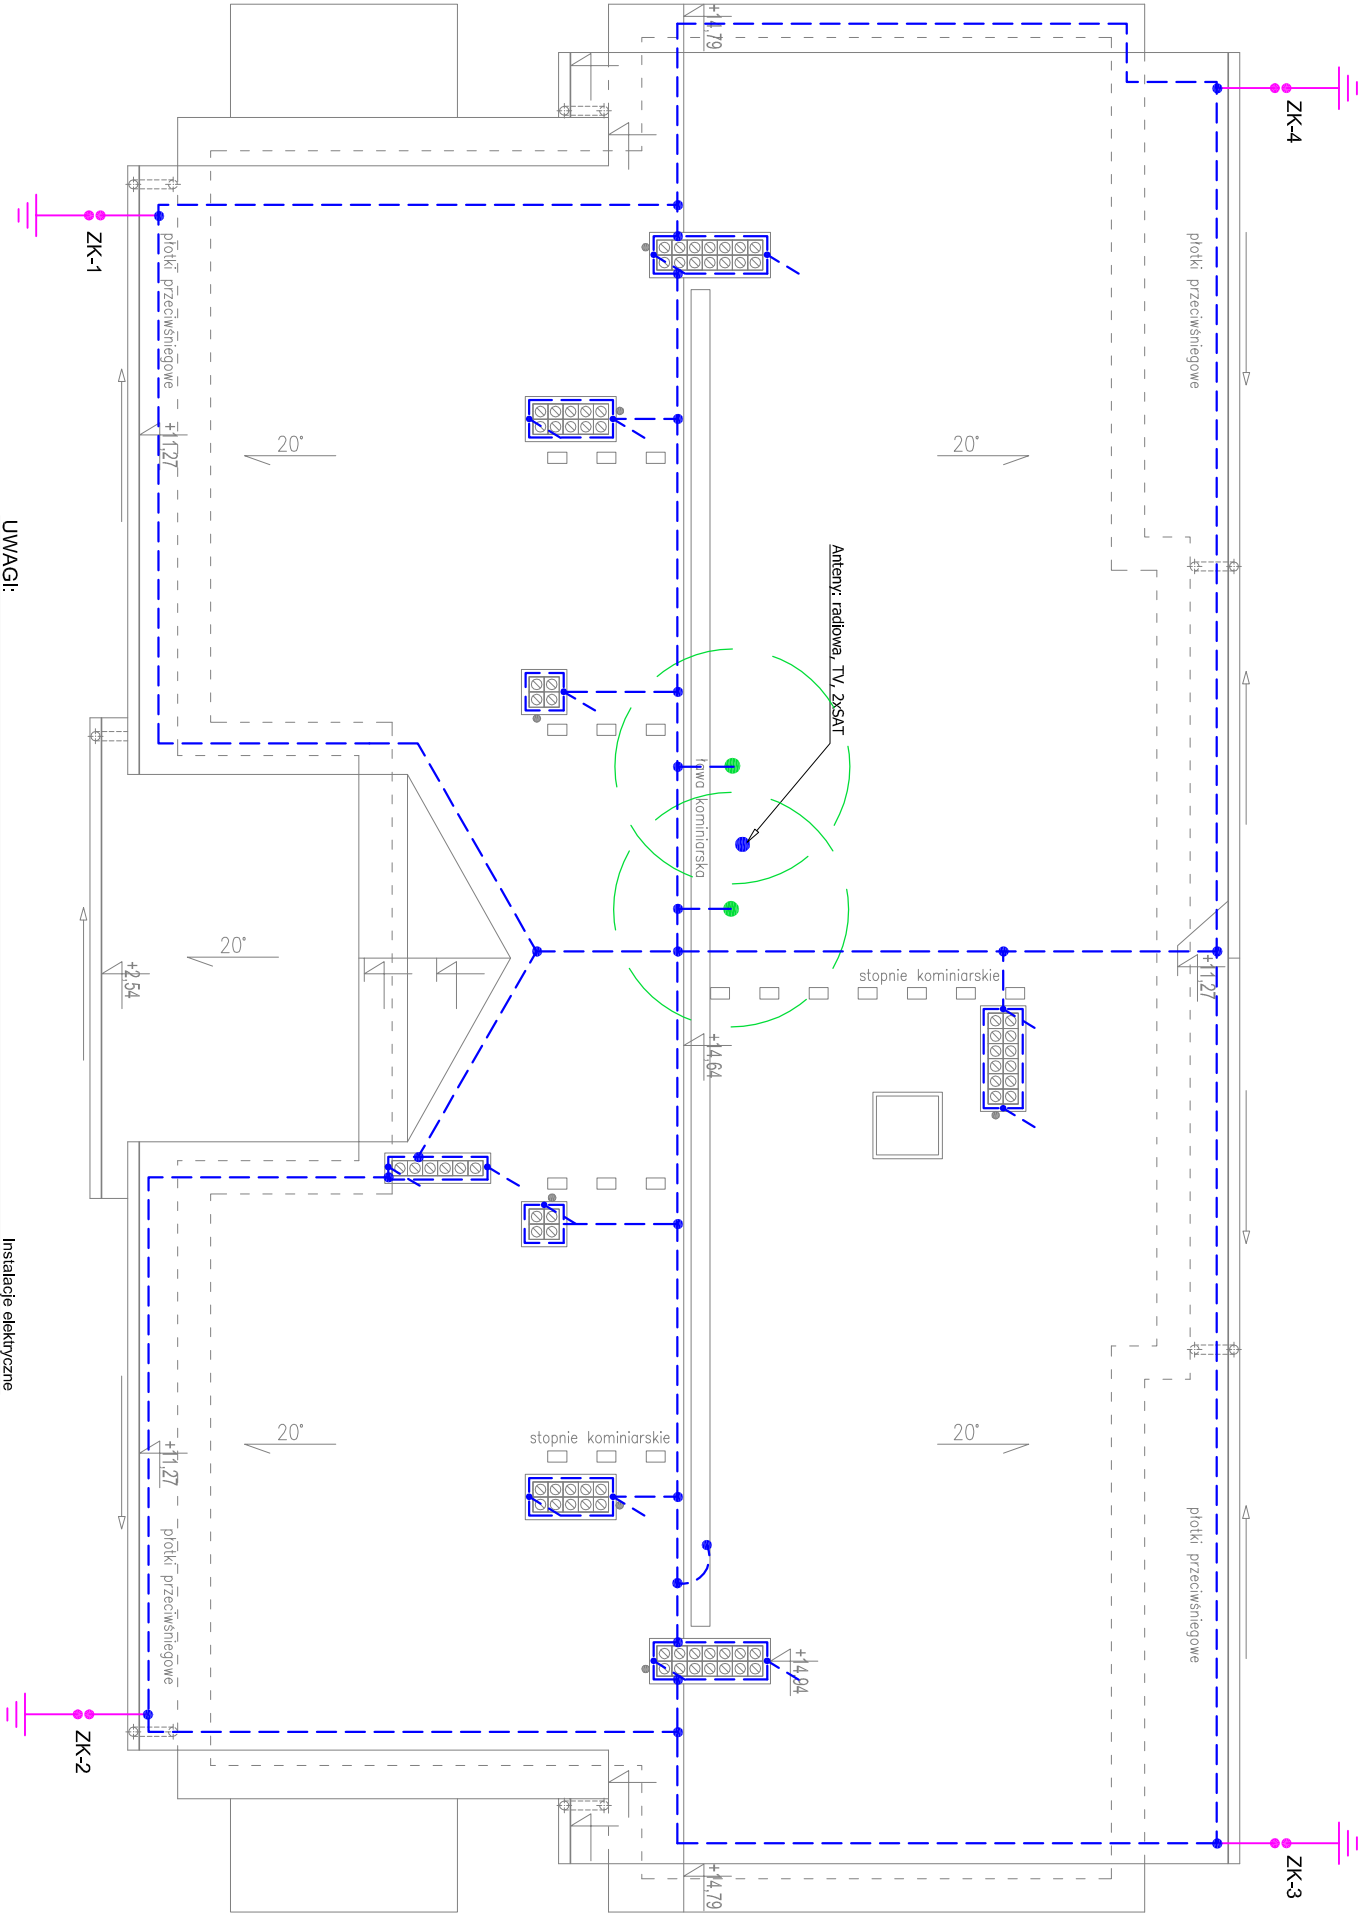 +14,79
ZK-4
ZK-1
płotki przeciwśniegowe
płotki przeciwśniegowe
+11,27
20°
20°
UWAGI:
Anteny: radiowa, TV, 2xSAT
ława kominiarska
20°
+2,54
stopnie kominiarskie
+11,27
+14,64
Instalacje elektryczne
20°
stopnie kominiarskie
20°
+11,27
płotki przeciwśniegowe
płotki przeciwśniegowe
+14,94
ZK-2
+14,79
ZK-3